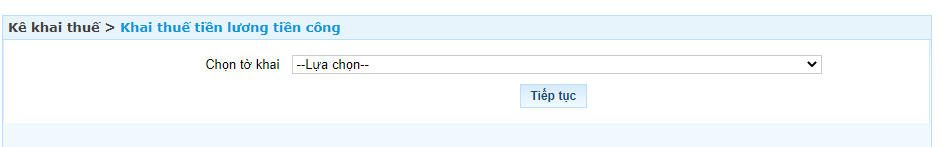 Kê khai thuế > Khai thuế tiền lương tiền công
Chọn tờ khai --Lựa chọn--
Tiếp tục